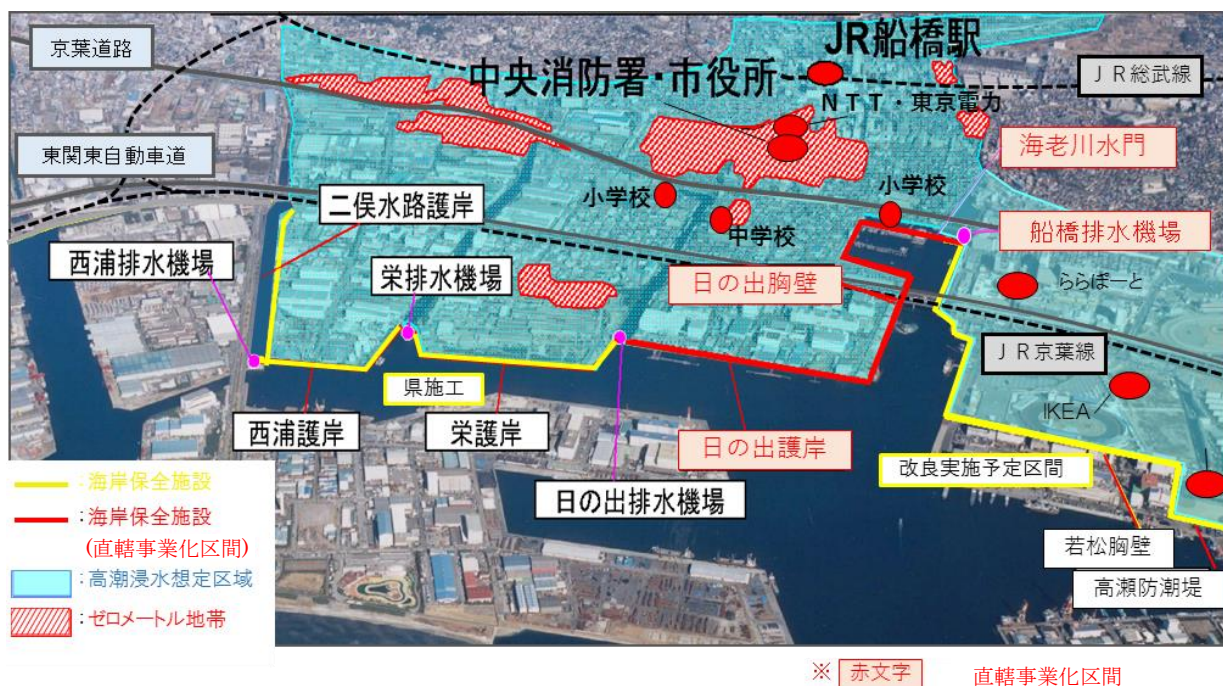 JR船橋駅
京葉道路
中央消防署・市役所
ＪＲ総武線
ＮＴＴ・東京電力
東関東自動車道
海老川水門
二俣水路護岸
小学校
小学校
中学校
船橋排水機場
西浦排水機場
栄排水機場
日の出胸壁
ららぽーと
ＪＲ京葉線
県施工
IKEA
西浦護岸
栄護岸
日の出護岸
改良実施予定区間
日の出排水機場
若松胸壁
高瀬防潮堤
：海岸保全施設
：海岸保全施設
(直轄事業化区間)
：高潮浸水想定区域
：ゼロメートル地帯
※ 赤文字 直轄事業化区間